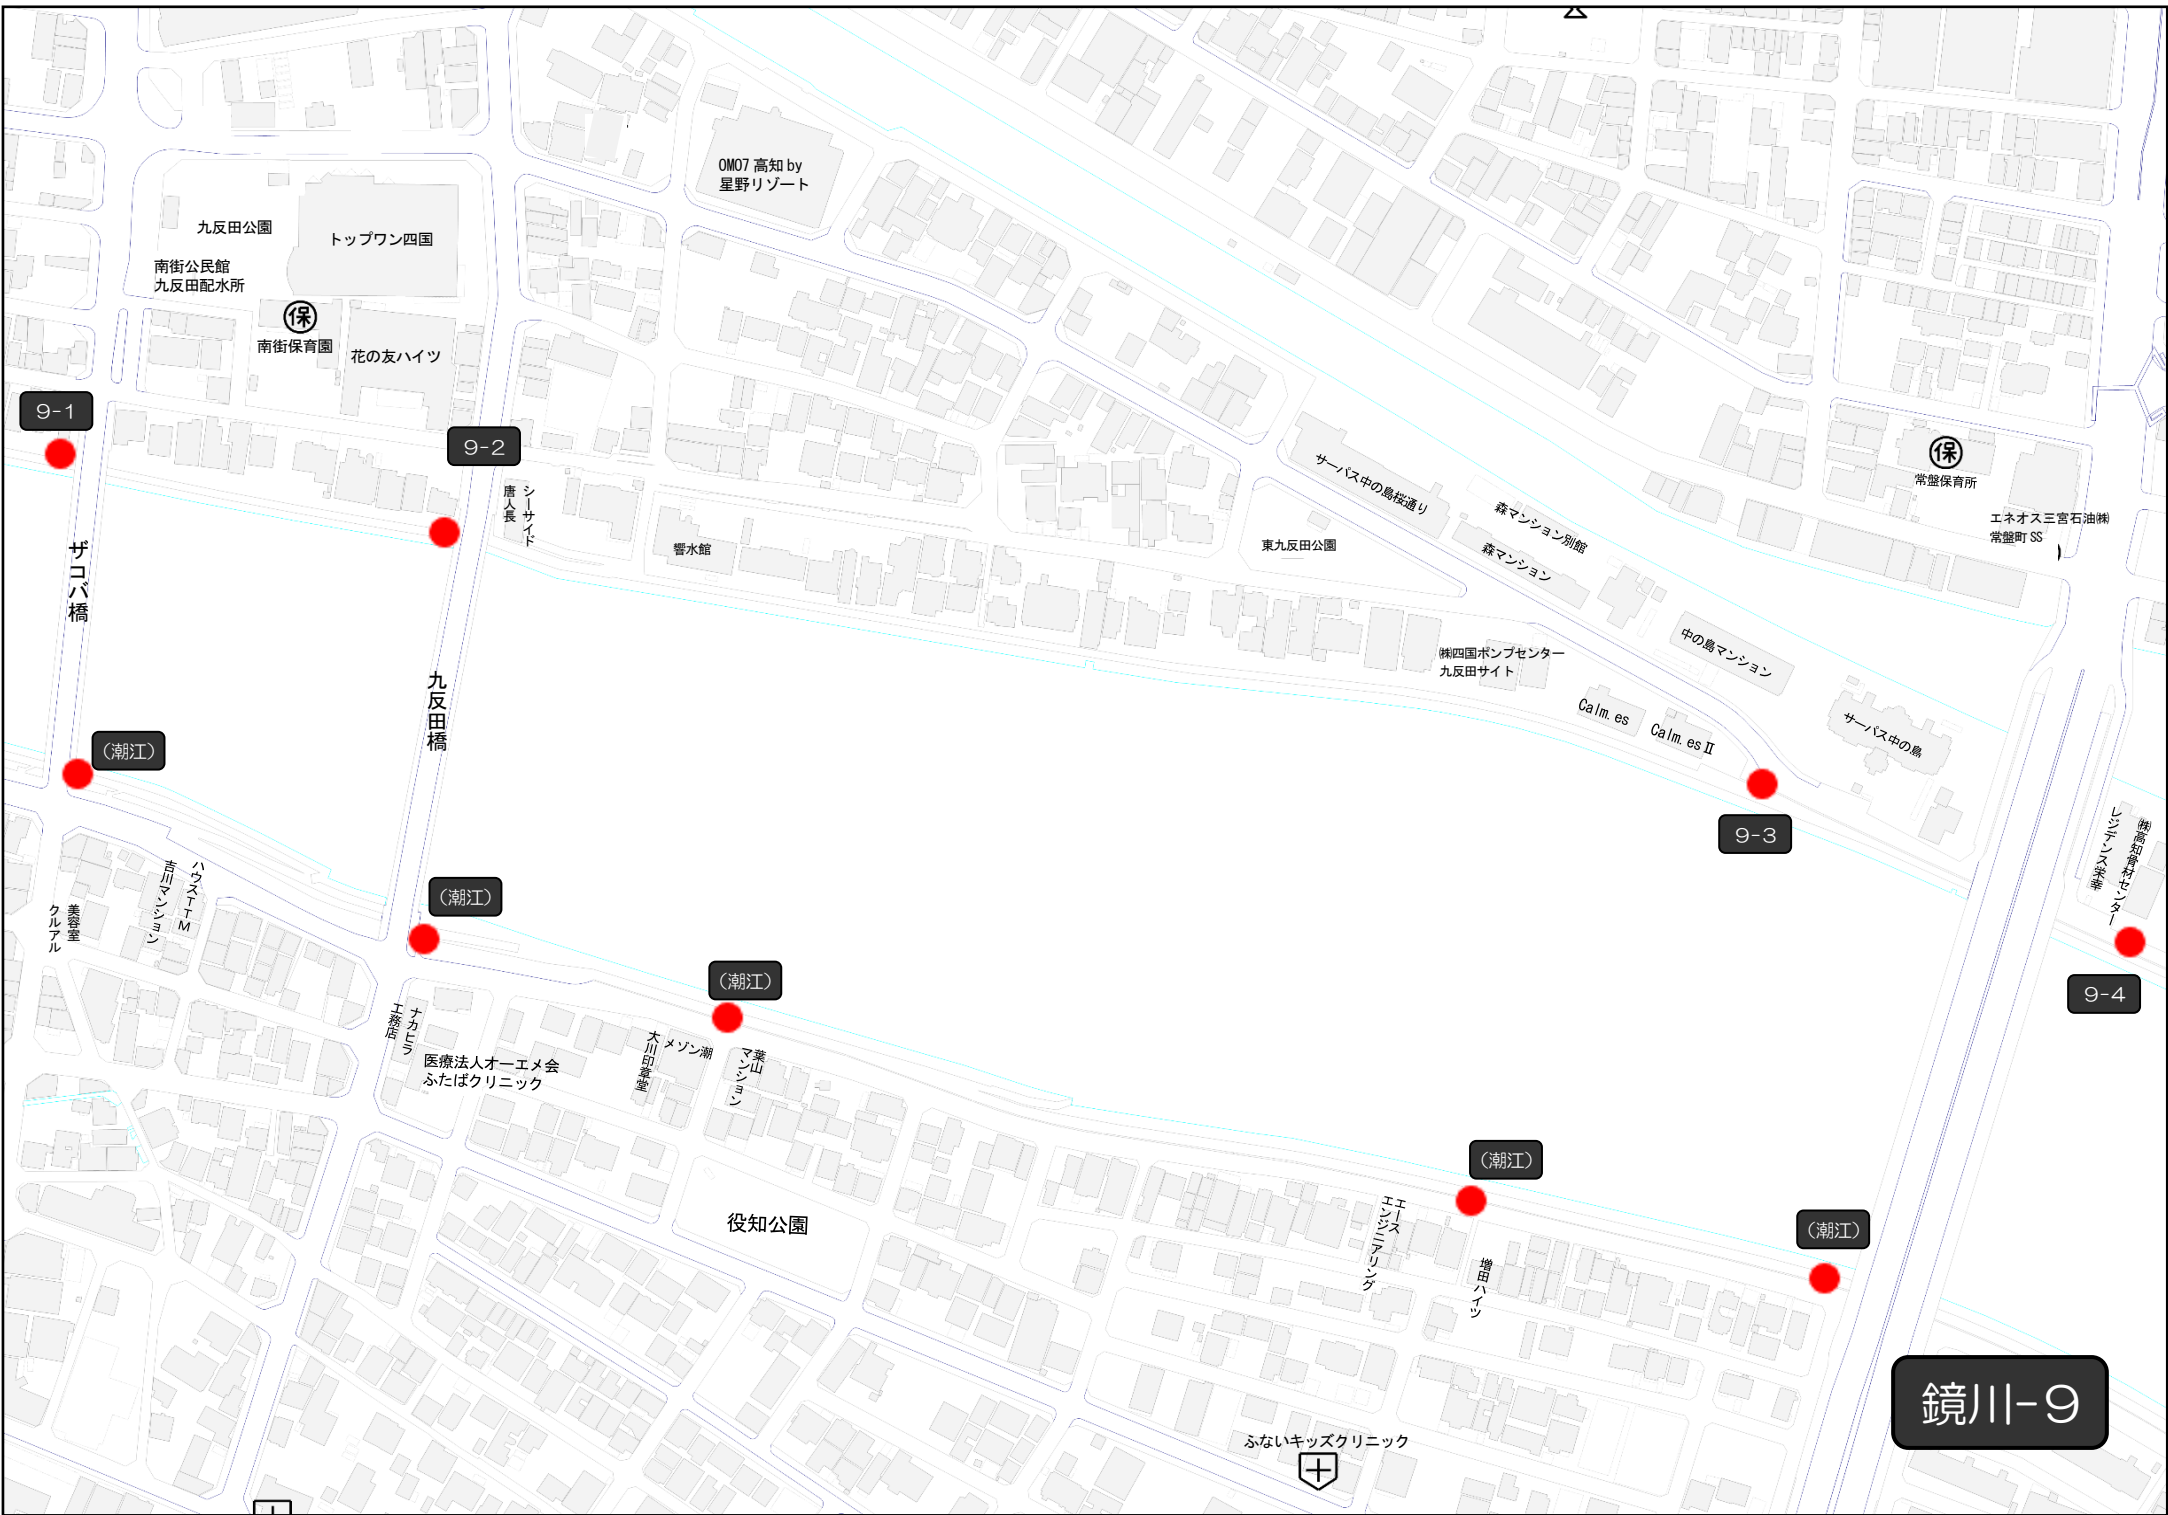 OMO7 高知 by
星野リゾート
九反田公園
トップワン四国
南街公民館
九反田配水所
保
南街保育園
花の友ハイツ
9-1
9-2
シーサイド
唐人長
響水館
サーパス中の島桜通り
森マンション別館
森マンション
東九反田公園
保
常盤保育所
エネオス三宮石油㈱
常盤町SS
ザコバ橋
九反田橋
㈱四国ポンプセンター
九反田サイト
中の島マンション
Calm.es
Calm.esⅡ
サーパス中の島
9-3
㈱高知骨材センター
レジデンス栄幸
9-4
（潮江）
（潮江）
（潮江）
（潮江）
（潮江）
ハウスTTM
吉川マンション
美容室
クルアル
ナカヒラ
工務店
医療法人オーエメ会
ふたばクリニック
大川印章堂
メゾン潮
葉山
マンション
役知公園
エース
エンジニアリング
増田ハイツ
ふないキッズクリニック
鏡川-9